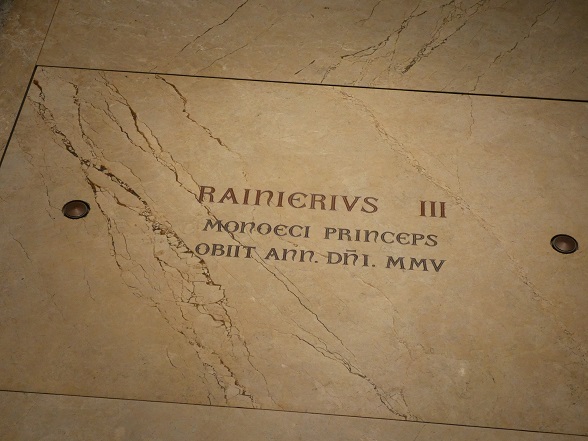 RAINIERIVS III
MONOECI PRINCEPS
OBIIT ANN. DÑI. MMV